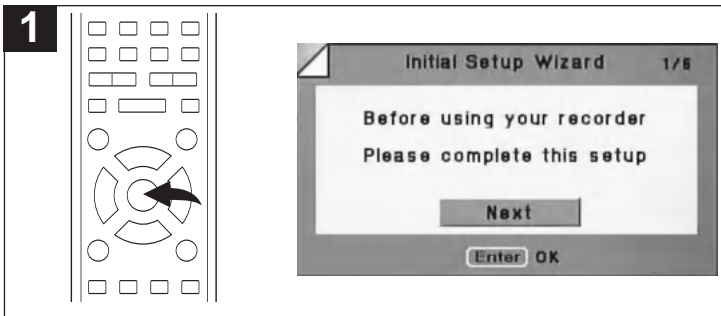 1
Initial Setup Wizard 1/6
Before using your recorder
Please complete this setup
Next
Enter OK